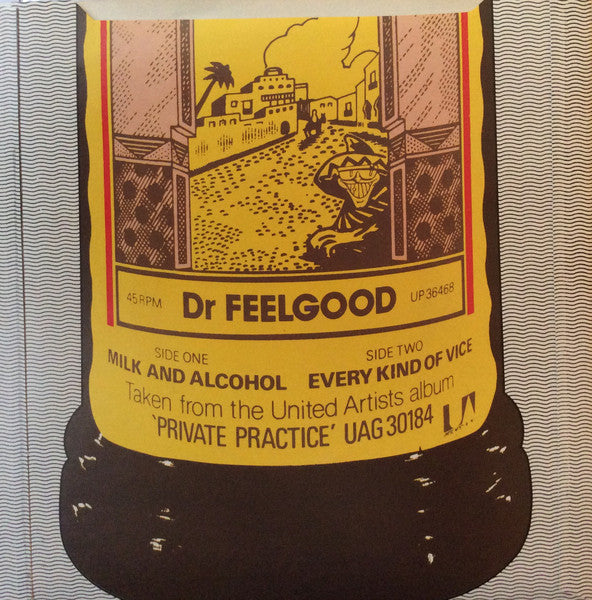 45 RPM Dr FEELGOOD UP 36468
SIDE ONE SIDE TWO
MILK AND ALCOHOL EVERY KIND OF VICE
Taken from the United Artists album
'PRIVATE PRACTICE' UAG 30184 UA